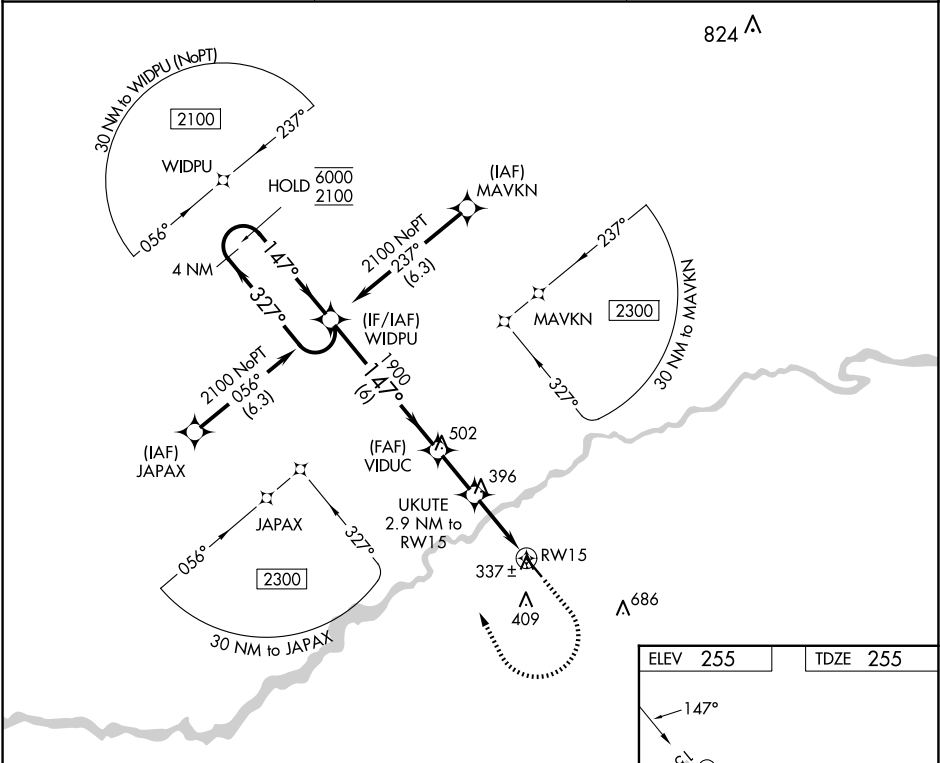 824
30 NM to WIDPU (NoPT)
2100
237°
WIDPU
056°
HOLD 6000
2100
(IAF)
MAVKN
2100 NoPT
237°
(6.3)
4 NM
147°
327°
(IF/IAF)
WIDPU
237°
MAVKN
2300
327°
30 NM to MAVKN
2100 NoPT
056°
(6.3)
(IAF)
JAPAX
1900
147°
(6)
502
(FAF)
VIDUC
396
UKUTE
2.9 NM to
RW15
JAPAX
056°
327°
2300
30 NM to JAPAX
RW15
337±
409
686
ELEV 255
TDZE 255
147°
15